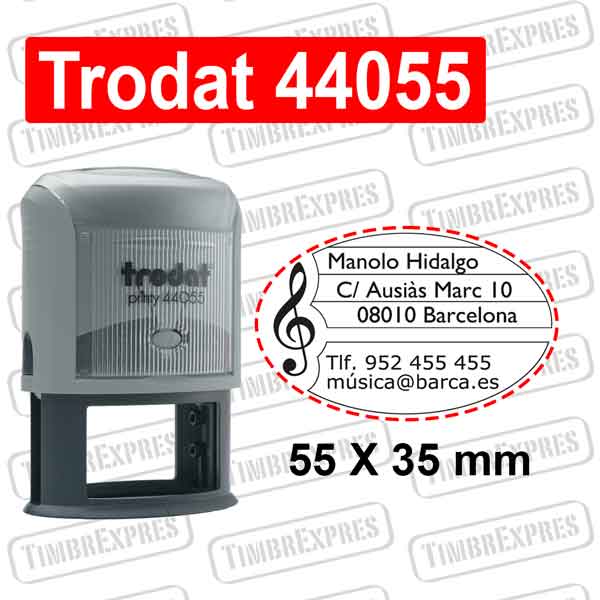 Trodat 44055
TIMBREXPRES
trodat
printy 44055
Manolo Hidalgo
C/ Ausiàs Marc 10
08010 Barcelona
Tlf. 952 455 455
música@barca.es
55 X 35 mm